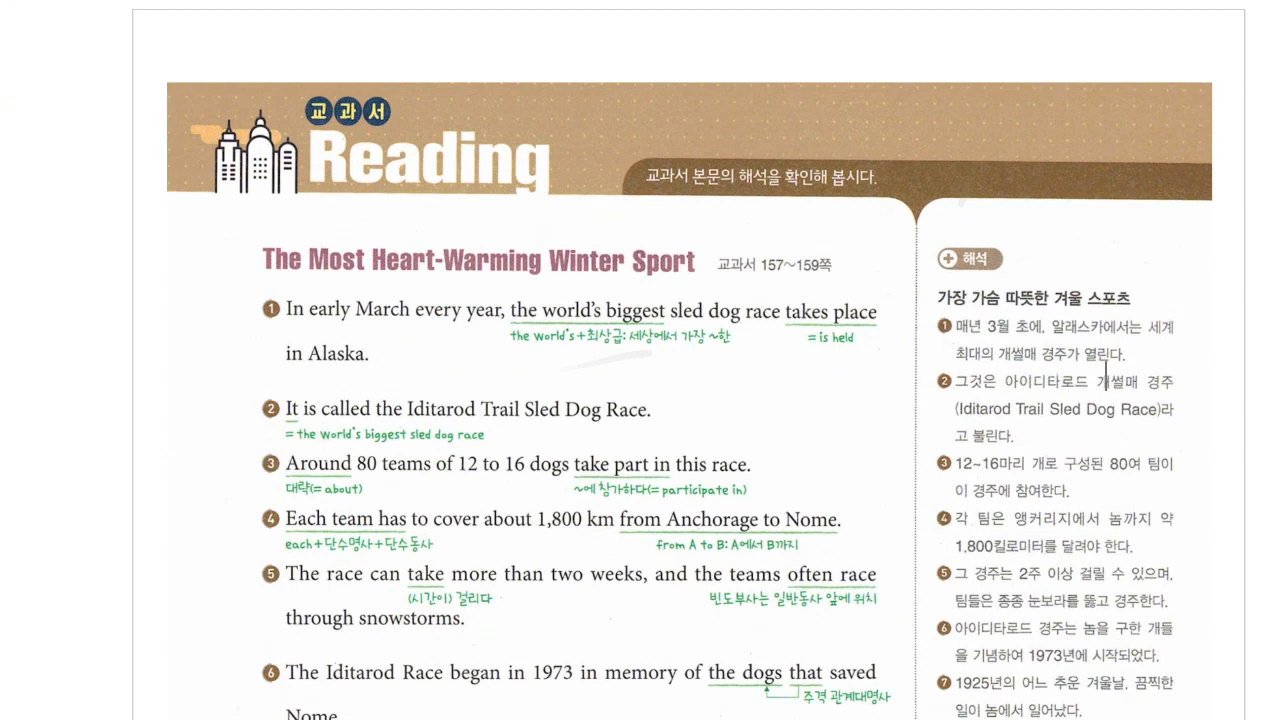 교과서
Reading
교과서 본문의 해석을 확인해 봅시다.
The Most Heart-Warming Winter Sport 교과서 157~159쪽
1 In early March every year, the world's biggest sled dog race takes place
the world's+최상급: 세상에서 가장 ~한 = is held
in Alaska.
2 It is called the Iditarod Trail Sled Dog Race.
= the world's biggest sled dog race
3 Around 80 teams of 12 to 16 dogs take part in this race.
대략(= about) ~에 참가하다(= participate in)
4 Each team has to cover about 1,800 km from Anchorage to Nome.
each+단수명사+단수동사 from A to B: A에서 B까지
5 The race can take more than two weeks, and the teams often race
(시간이) 걸리다 빈도부사는 일반동사 앞에 위치
through snowstorms.
6 The Iditarod Race began in 1973 in memory of the dogs that saved
주격 관계대명사
Nome.
해석
가장 가슴 따뜻한 겨울 스포츠
1 매년 3월 초에, 알래스카에서는 세계
최대의 개썰매 경주가 열린다.
2 그것은 아이디타로드 개썰매 경주
(Iditarod Trail Sled Dog Race)라
고 불린다.
3 12~16마리 개로 구성된 80여 팀이
이 경주에 참여한다.
4 각 팀은 앵커리지에서 놈까지 약
1,800킬로미터를 달려야 한다.
5 그 경주는 2주 이상 걸릴 수 있으며,
팀들은 종종 눈보라를 뚫고 경주한다.
6 아이디타로드 경주는 놈을 구한 개들
을 기념하여 1973년에 시작되었다.
7 1925년의 어느 추운 겨울날, 끔찍한
일이 놈에서 일어났다.